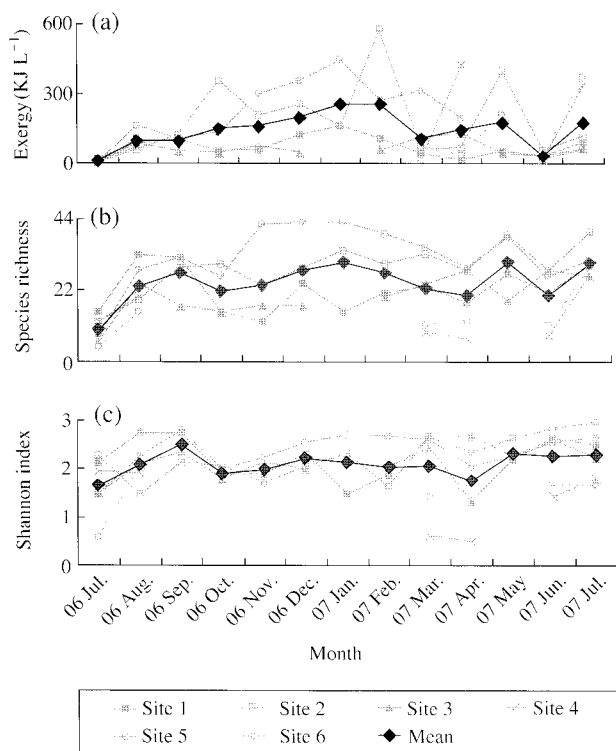 (a)
600
300
0
Exergy (KJ L⁻¹)
(b)
44
22
0
Species richness
(c)
3
2
1
0
Shannon index
06 Jul. 06 Aug. 06 Sep. 06 Oct. 06 Nov. 06 Dec. 07 Jan. 07 Feb. 07 Mar. 07 Apr. 07 May 07 Jun. 07 Jul.
Month
Site 1 Site 2 Site 3 Site 4
Site 5 Site 6 Mean